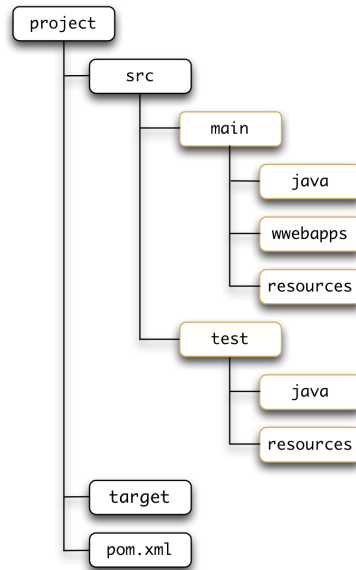 project
src
main
java
wwebapps
resources
test
java
resources
target
pom.xml